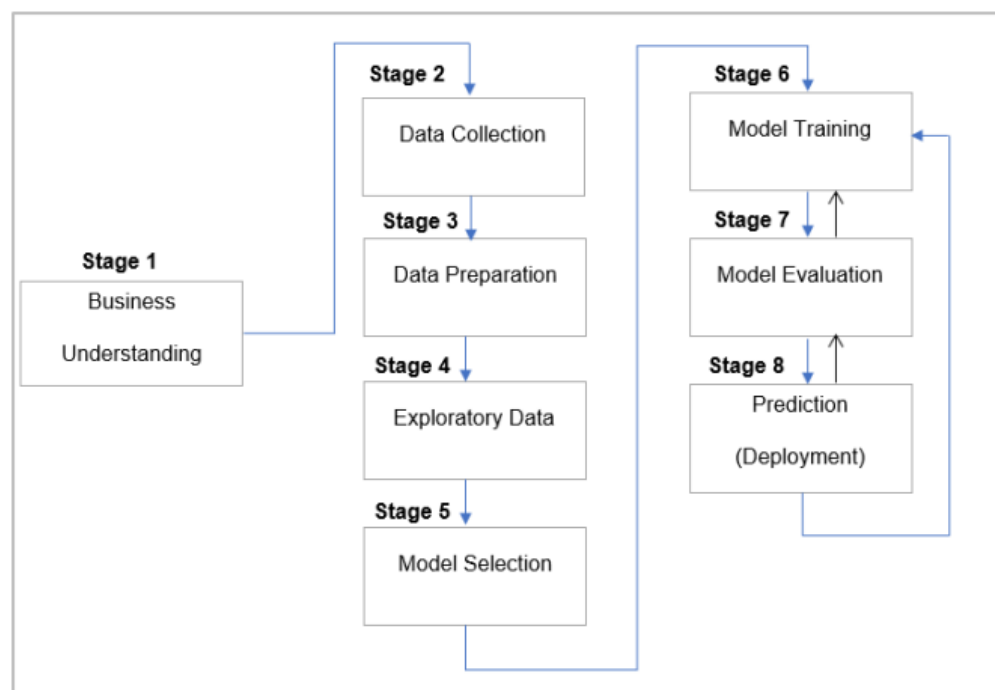 Stage 1
Business
Understanding
Stage 2
Data Collection
Stage 3
Data Preparation
Stage 4
Exploratory Data
Stage 5
Model Selection
Stage 6
Model Training
Stage 7
Model Evaluation
Stage 8
Prediction
(Deployment)